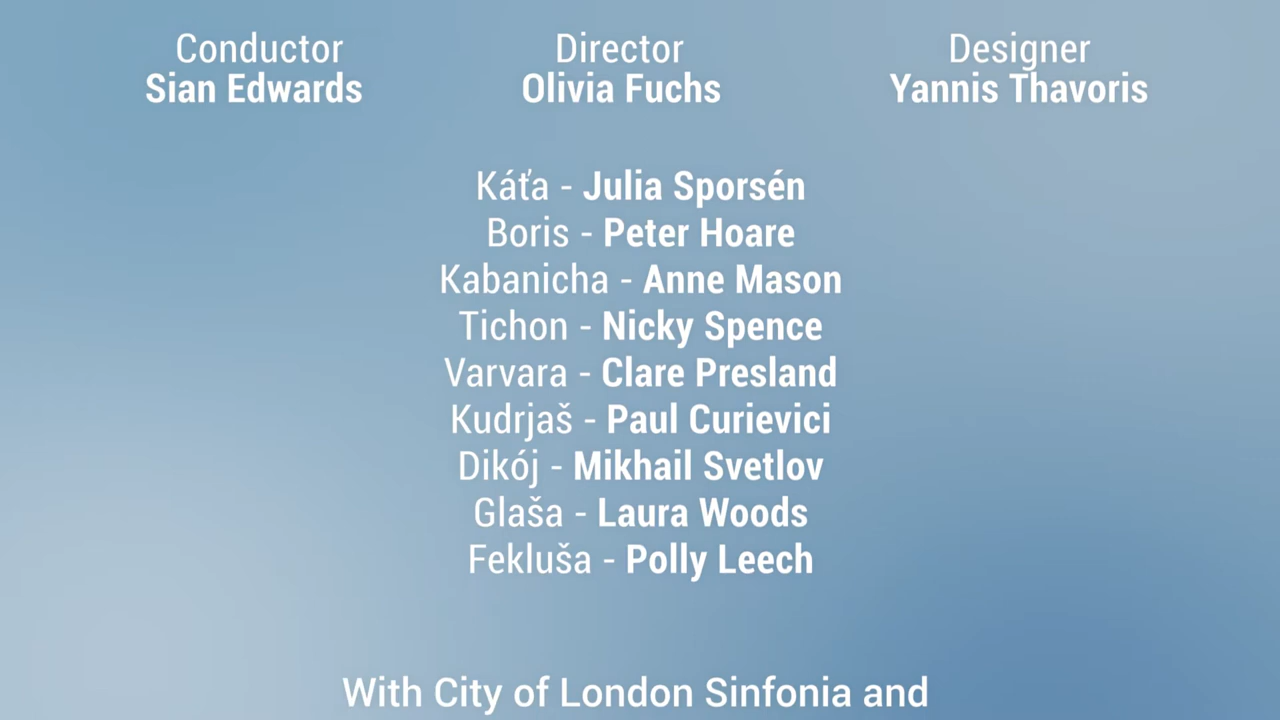 Conductor
Sian Edwards
Director
Olivia Fuchs
Designer
Yannis Thavoris
Káťa - Julia Sporsén
Boris - Peter Hoare
Kabanicha - Anne Mason
Tichon - Nicky Spence
Varvara - Clare Presland
Kudrjaš - Paul Curievici
Dikój - Mikhail Svetlov
Glaša - Laura Woods
Fekluša - Polly Leech
With City of London Sinfonia and